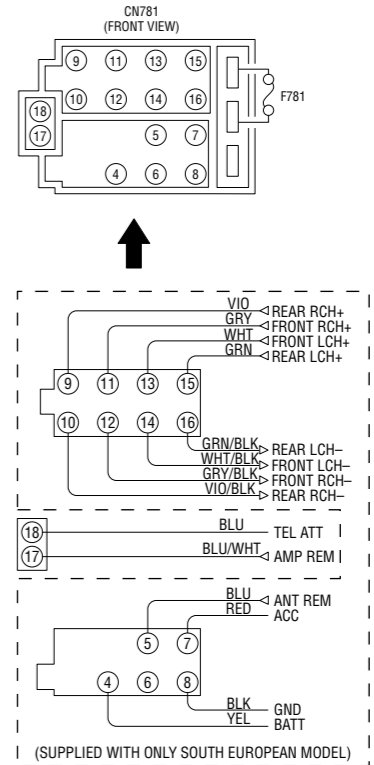 CN781
(FRONT VIEW)
9 11 13 15
10 12 14 16
F781
18
17
5 7
4 6 8
VIO REAR RCH+
GRY FRONT RCH+
WHT FRONT LCH+
GRN REAR LCH+
9 11 13 15
10 12 14 16
GRN/BLK REAR LCH–
WHT/BLK FRONT LCH–
GRY/BLK FRONT RCH–
VIO/BLK REAR RCH–
18 BLU TEL ATT
17 BLU/WHT AMP REM
BLU ANT REM
RED ACC
5 7
4 6 8
BLK GND
YEL BATT
(SUPPLIED WITH ONLY SOUTH EUROPEAN MODEL)